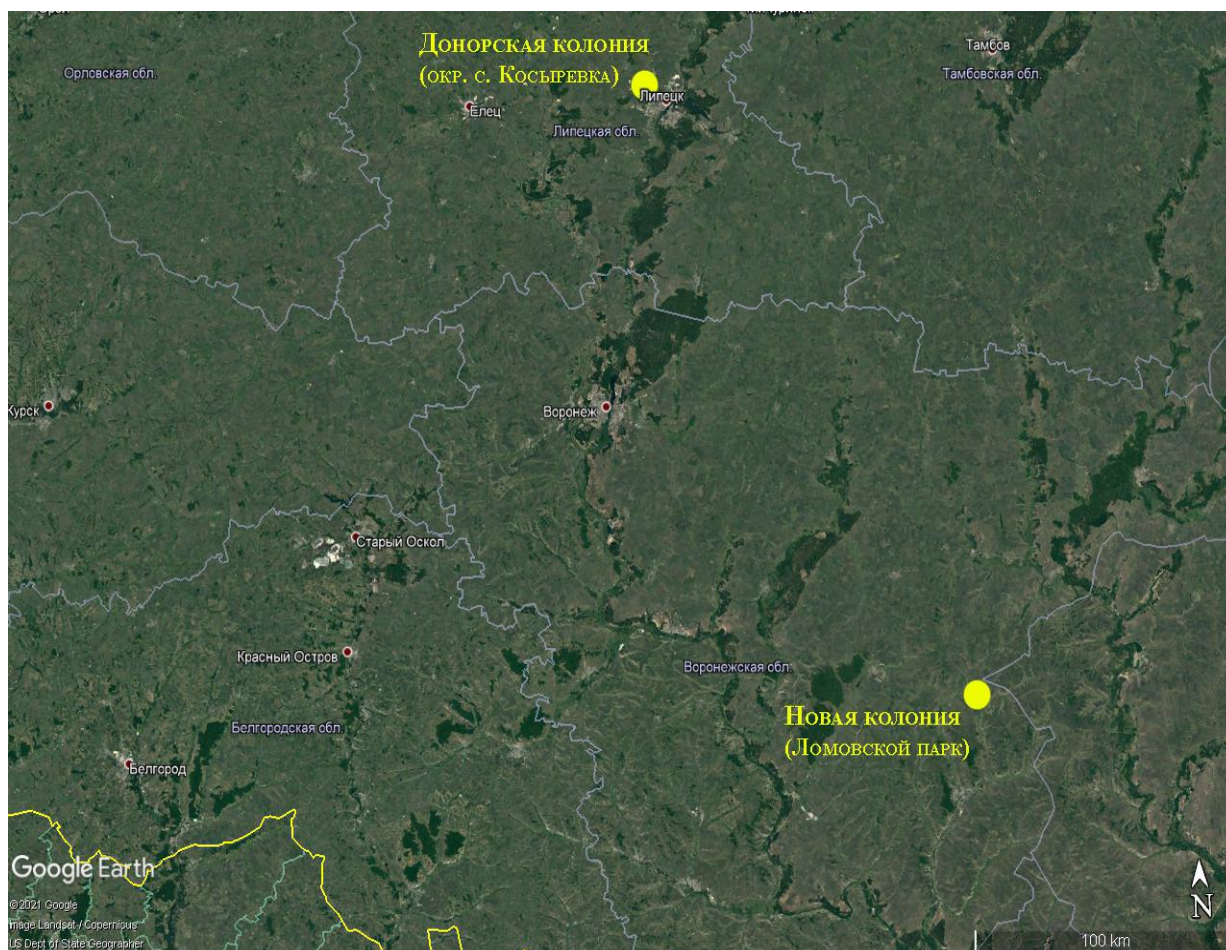 Донорская колония
(окр. с. Косыревка)
Тамбов
Тамбовская обл.
Орловская обл.
Елец
Липецк
Липецкая обл.
Курск
Воронеж
Старый Оскол
Красный Остров
Воронежская обл.
Новая колония
(Ломовской парк)
Белгородская обл.
Белгород
Google Earth
©2021 Google
Image Landsat / Copernicus
US Dept of State Geographer
N
100 km